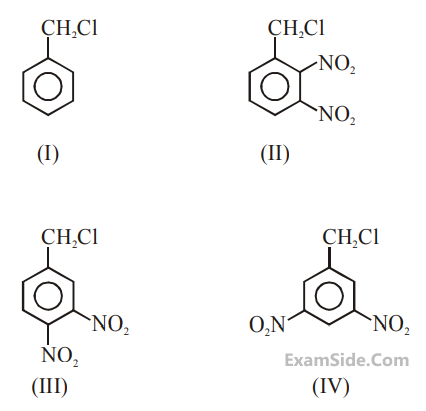 CH₂Cl
(I)
CH₂Cl
NO₂
NO₂
(II)
CH₂Cl
NO₂
NO₂
(III)
CH₂Cl
O₂N
NO₂
ExamSide.Com
(IV)